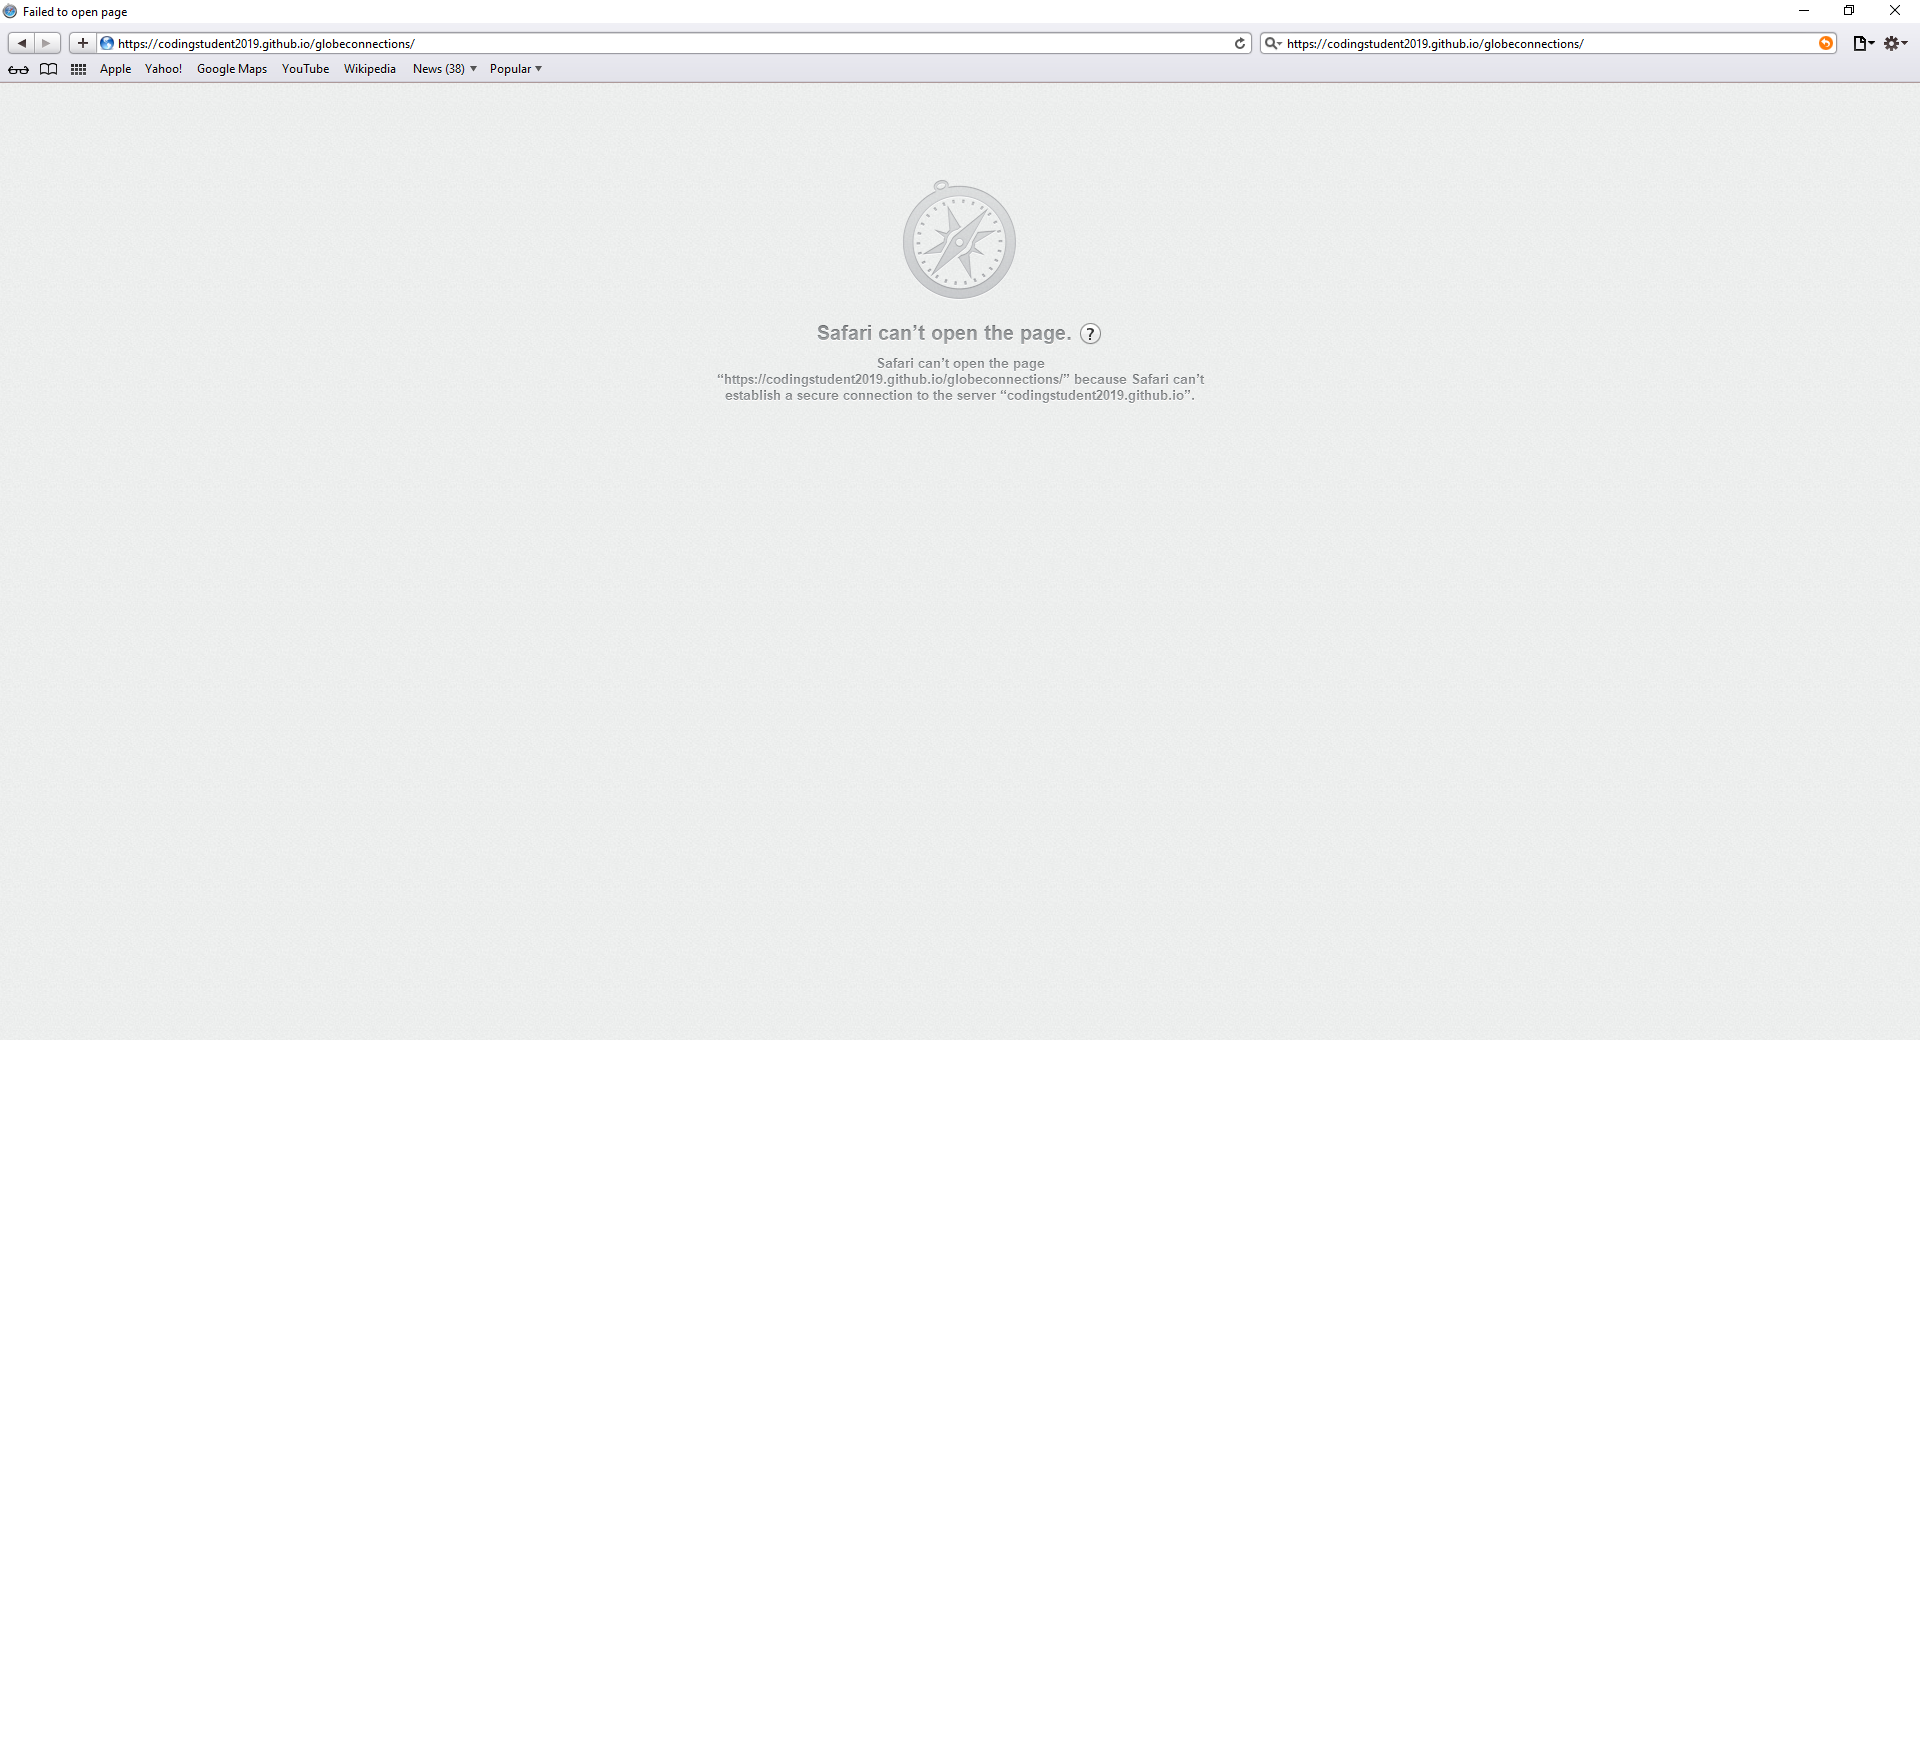 Failed to open page
https://codingstudent2019.github.io/globeconnections/
https://codingstudent2019.github.io/globeconnections/
Apple Yahoo! Google Maps YouTube Wikipedia News (38) Popular
Safari can’t open the page. ?
Safari can’t open the page
“https://codingstudent2019.github.io/globeconnections/” because Safari can’t
establish a secure connection to the server “codingstudent2019.github.io”.